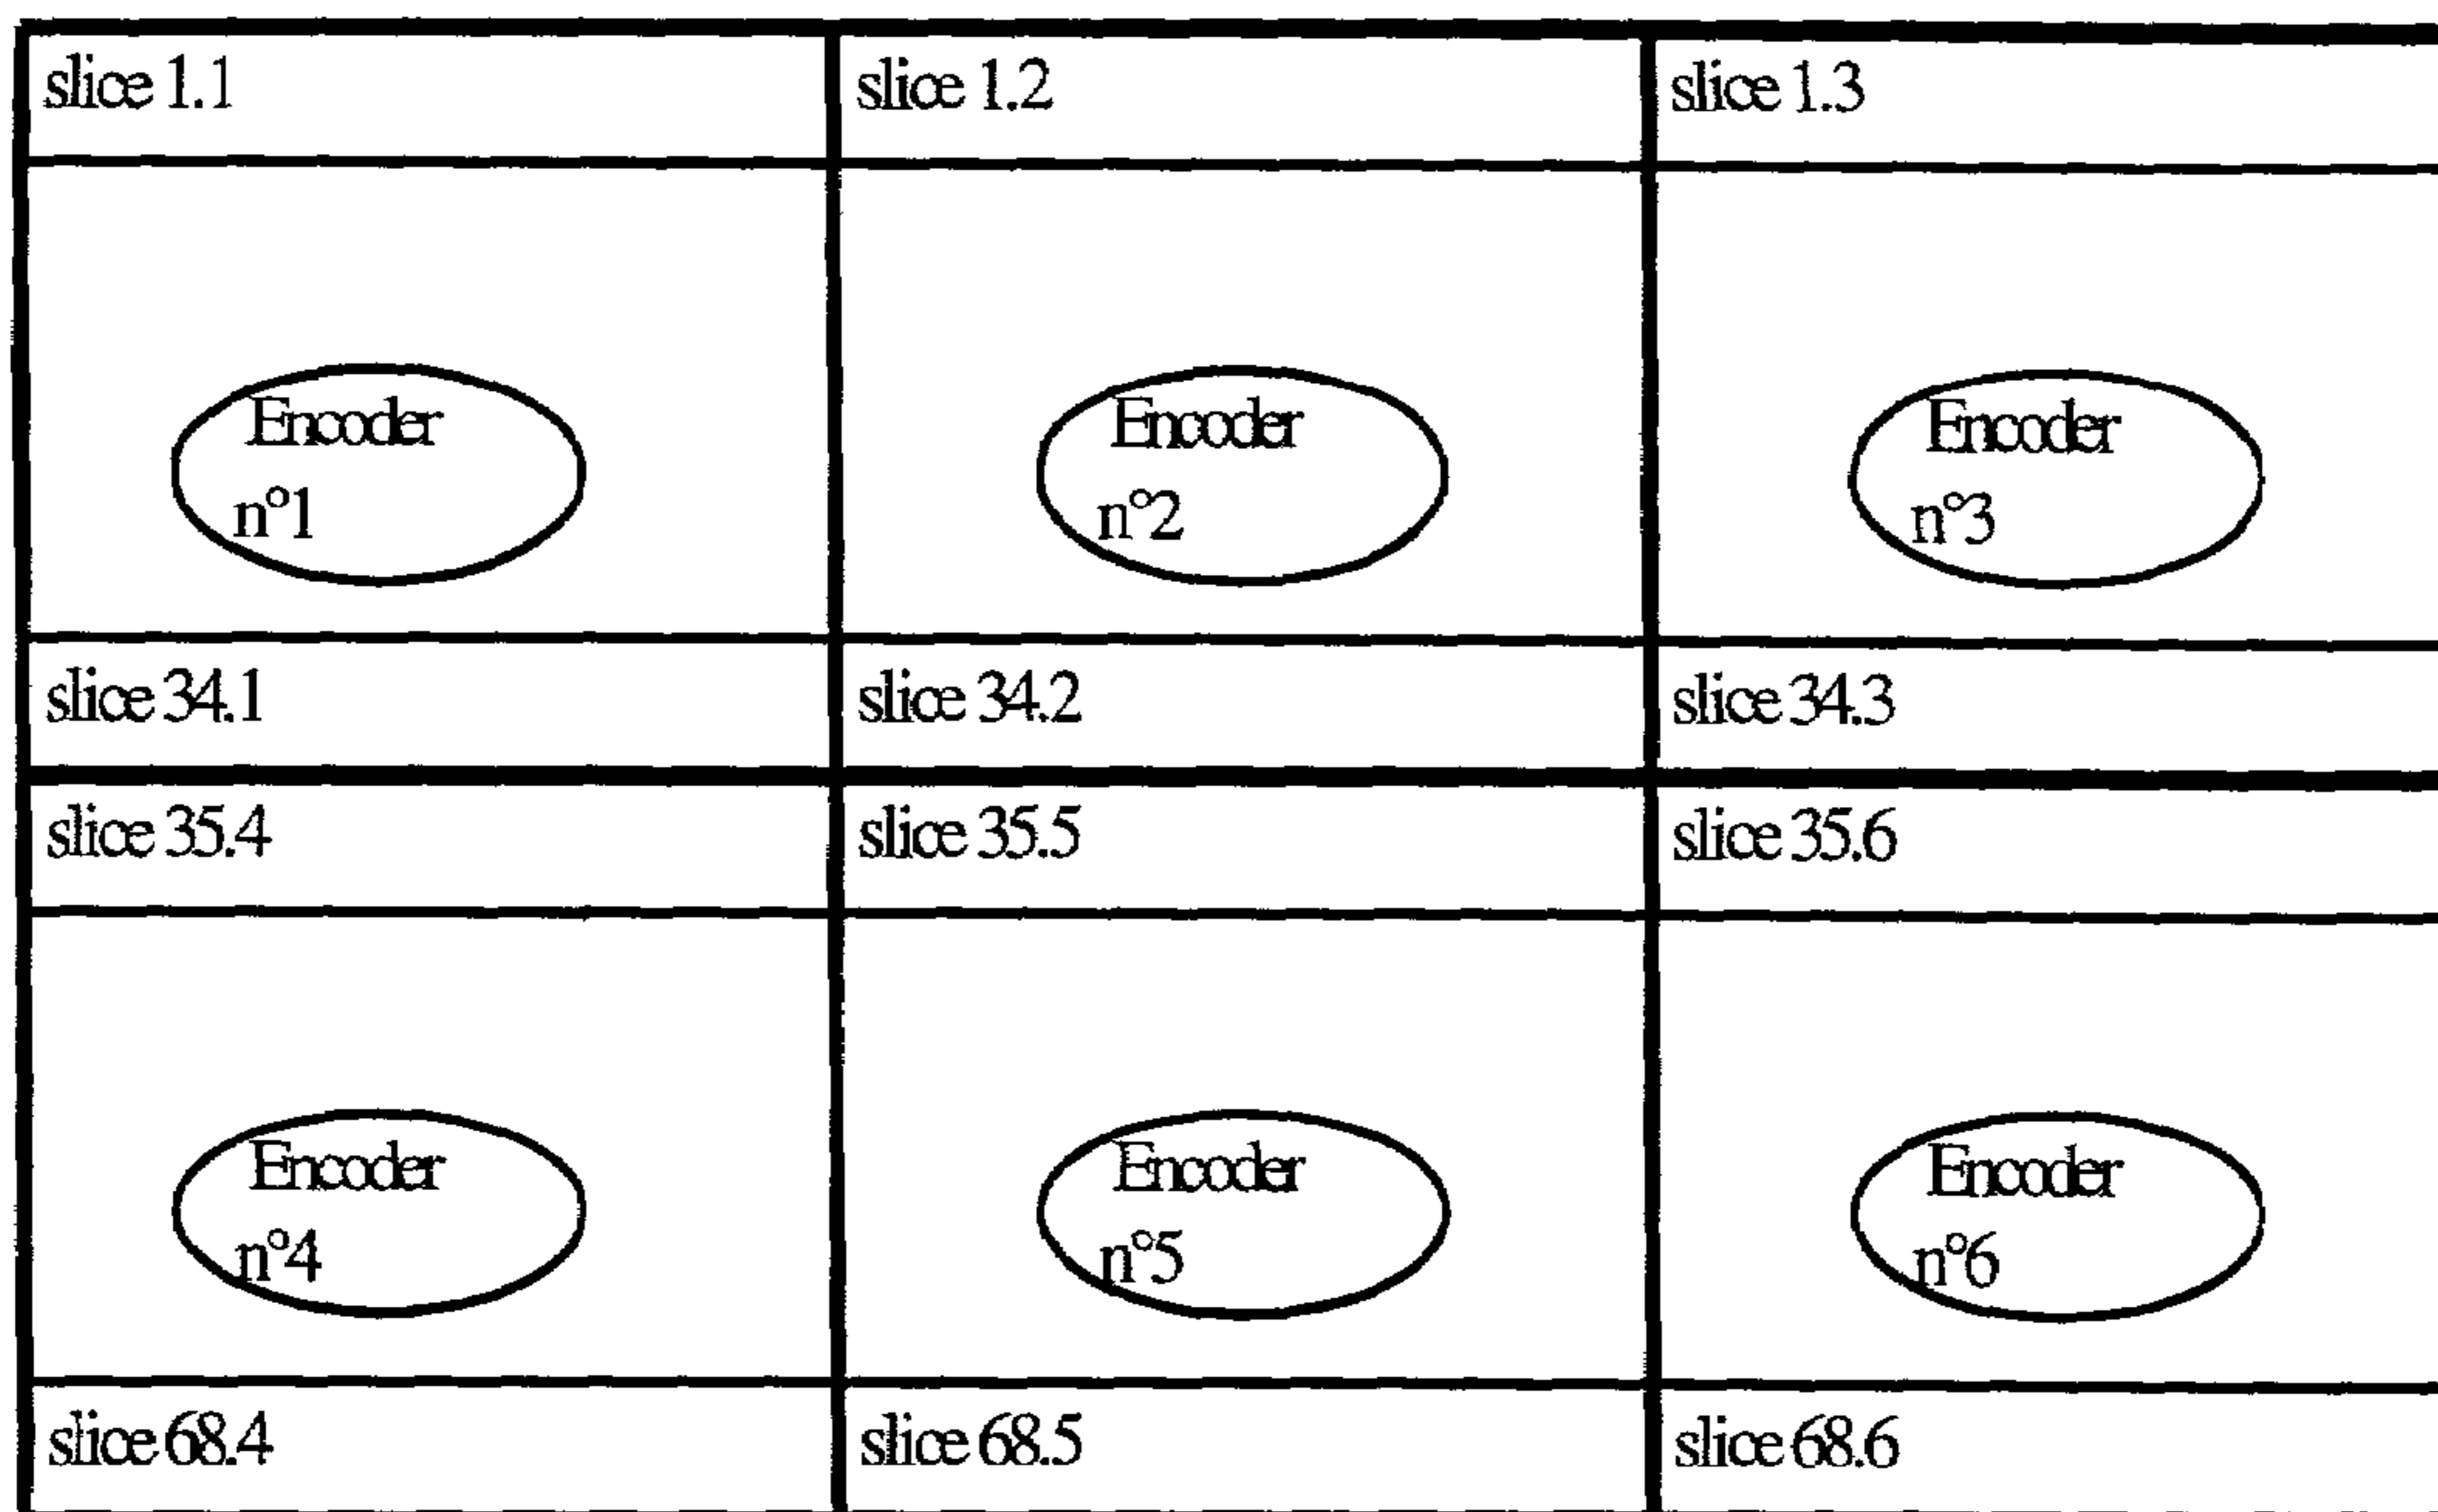 slice 1.1
slice 1.2
slice 1.3
Encoder
n°1
Encoder
n°2
Encoder
n°3
slice 34.1
slice 34.2
slice 34.3
slice 35.4
slice 35.5
slice 35.6
Encoder
n°4
Encoder
n°5
Encoder
n°6
slice 68.4
slice 68.5
slice 68.6